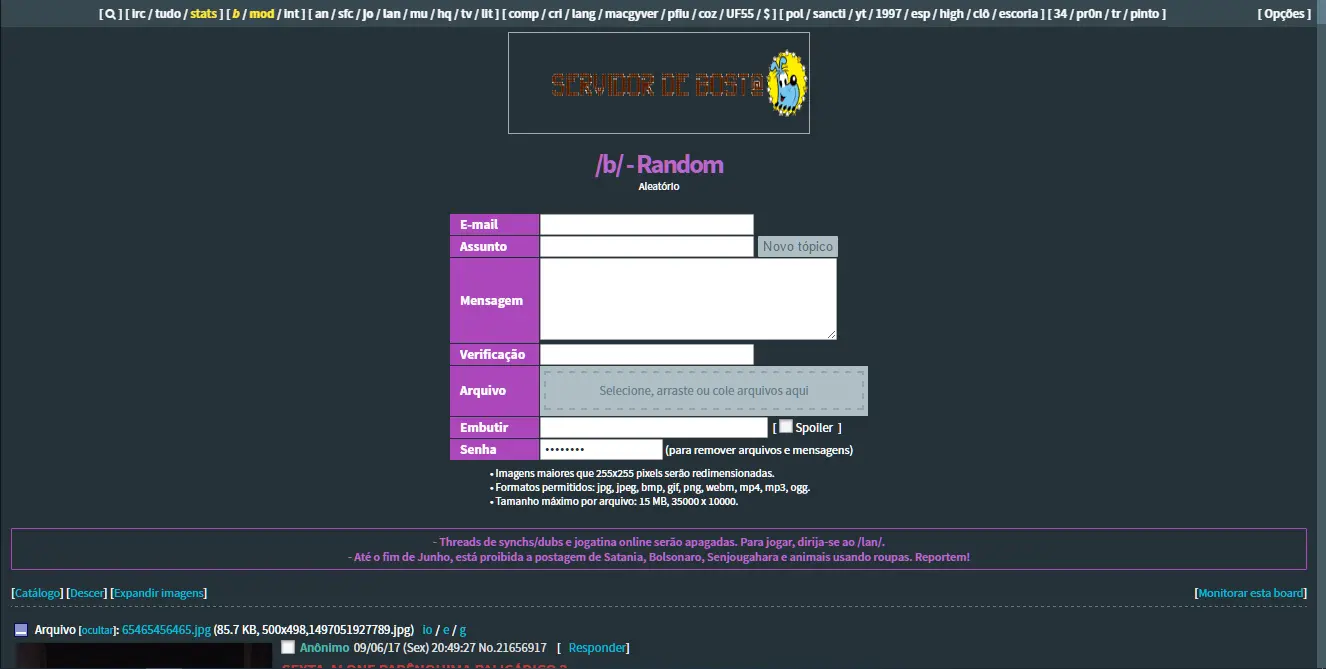 [ 🔍 ] [ irc / tudo / stats ] [ b / mod / int ] [ an / sfc / jo / lan / mu / hq / tv / lit ] [ comp / cri / lang / macgyver / pfiu / coz / UF55 / $ ] [ pol / sancti / yt / 1997 / esp / high / clô / escoria ] [ 34 / pr0n / tr / pinto ] [ Opções ]
SERVIDOR DE BOSTA
/b/ - Random
Aleatório
E-mail
Assunto Novo tópico
Mensagem
Verificação
Arquivo Selecione, arraste ou cole arquivos aqui
Embutir [ Spoiler ]
Senha •••••••• (para remover arquivos e mensagens)
• Imagens maiores que 255x255 pixels serão redimensionadas.
• Formatos permitidos: jpg, jpeg, bmp, gif, png, webm, mp4, mp3, ogg.
• Tamanho máximo por arquivo: 15 MB, 35000 x 10000.
- Threads de synchs/dubs e jogatina online serão apagadas. Para jogar, dirija-se ao /lan/.
- Até o fim de Junho, está proibida a postagem de Satania, Bolsonaro, Senjougahara e animais usando roupas. Reportem!
[Catálogo] [Descer] [Expandir imagens] [Monitorar esta board]
Arquivo [ocultar]: 65465456465.jpg (85.7 KB, 500x498,1497051927789.jpg) io / e / g
Anônimo 09/06/17 (Sex) 20:49:27 No.21656917 [ Responder]